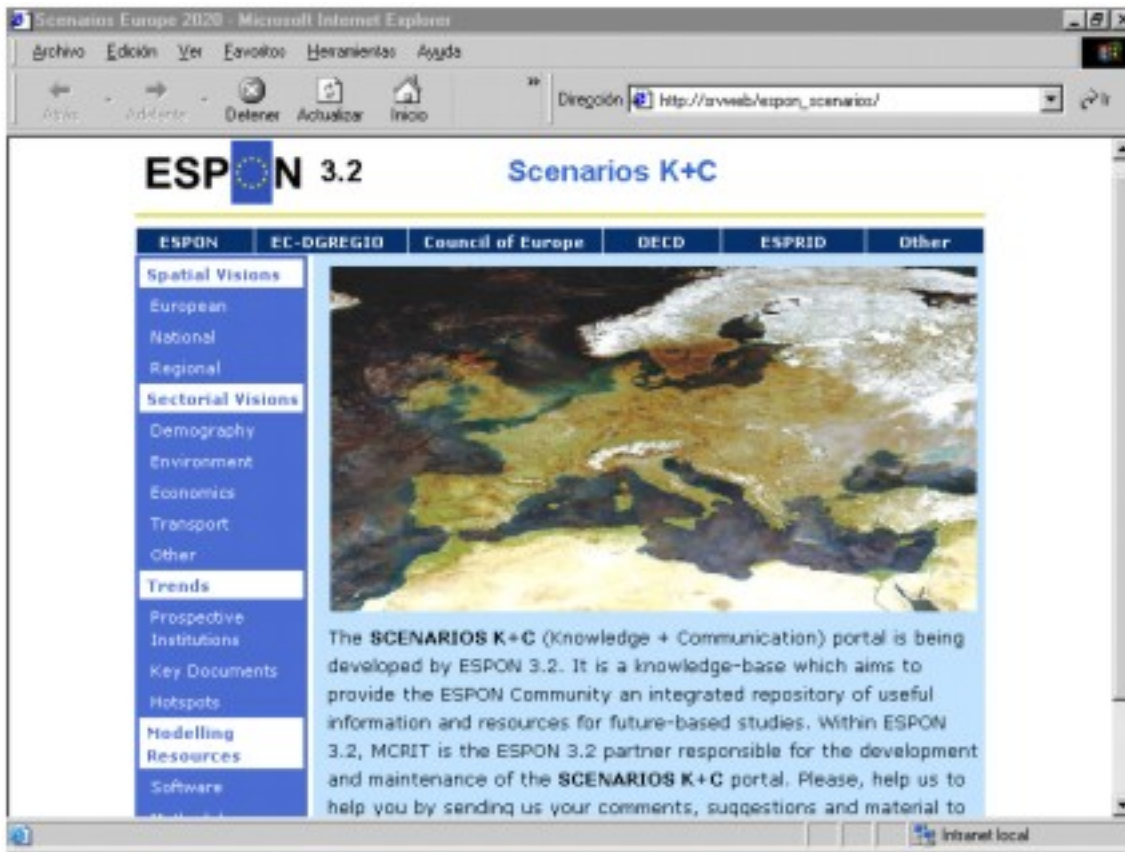 Scenarios Europe 2020 - Microsoft Internet Explorer
Archivo Edición Ver Favoritos Herramientas Ayuda
Atrás Adelante Detener Actualizar Inicio » Dirección http://srvweb/espon_scenarios/ Ir
ESPON 3.2 Scenarios K+C
ESPON EC-DGREGIO Council of Europe OECD ESPRID Other
Spatial Visions
European
National
Regional
Sectorial Visions
Demography
Environment
Economics
Transport
Other
Trends
Prospective
Institutions
Key Documents
Hotspots
Modelling
Resources
Software
The SCENARIOS K+C (Knowledge + Communication) portal is being
developed by ESPON 3.2. It is a knowledge-base which aims to
provide the ESPON Community an integrated repository of useful
information and resources for future-based studies. Within ESPON
3.2, MCRIT is the ESPON 3.2 partner responsible for the development
and maintenance of the SCENARIOS K+C portal. Please, help us to
help you by sending us your comments, suggestions and material to
Intranet local